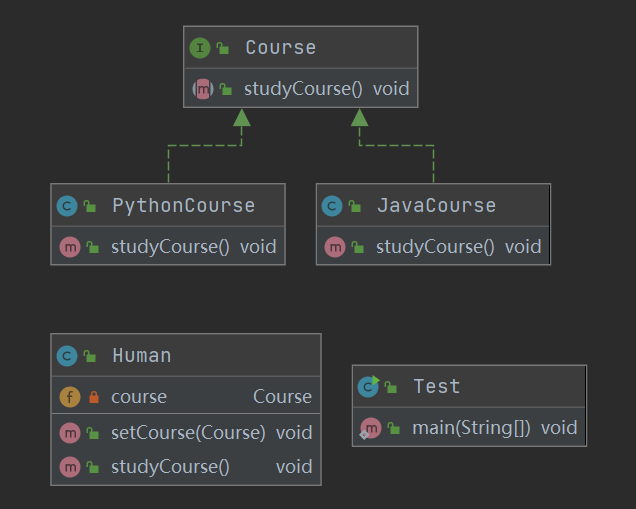 I Course
m studyCourse() void
C PythonCourse
m studyCourse() void
C JavaCourse
m studyCourse() void
C Human
f course Course
m setCourse(Course) void
m studyCourse() void
C Test
m main(String[]) void